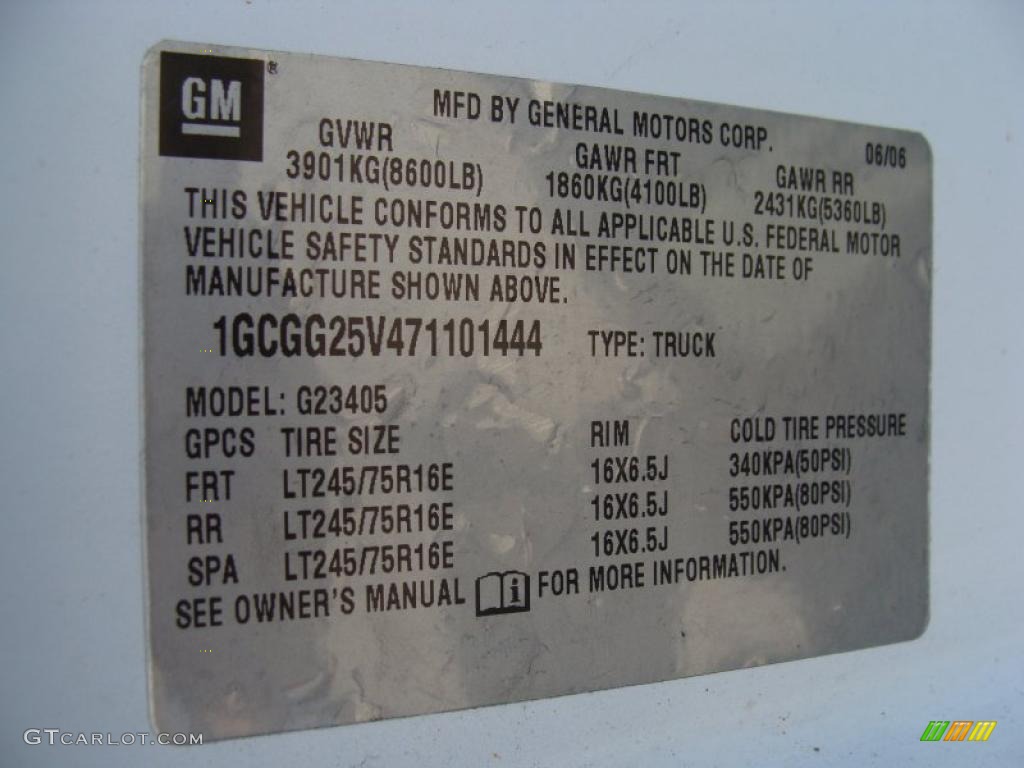 GM®
MFD BY GENERAL MOTORS CORP.
06/06
GVWR GAWR FRT GAWR RR
3901KG(8600LB) 1860KG(4100LB) 2431KG(5360LB)
THIS VEHICLE CONFORMS TO ALL APPLICABLE U.S. FEDERAL MOTOR
VEHICLE SAFETY STANDARDS IN EFFECT ON THE DATE OF
MANUFACTURE SHOWN ABOVE.
1GCGG25V471101444 TYPE: TRUCK
MODEL: G23405
GPCS TIRE SIZE RIM COLD TIRE PRESSURE
FRT LT245/75R16E 16X6.5J 340KPA(50PSI)
RR LT245/75R16E 16X6.5J 550KPA(80PSI)
SPA LT245/75R16E 16X6.5J 550KPA(80PSI)
SEE OWNER'S MANUAL i FOR MORE INFORMATION.
GTCARLOT.COM